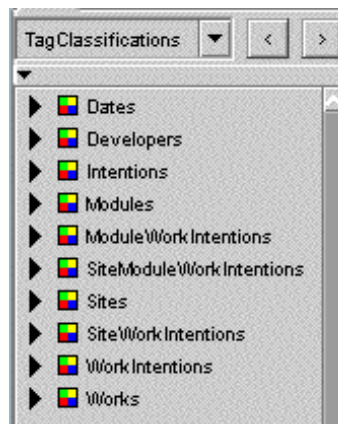 TagClassifications < >
Dates
Developers
Intentions
Modules
ModuleWorkIntentions
SiteModuleWorkIntentions
Sites
SiteWorkIntentions
WorkIntentions
Works